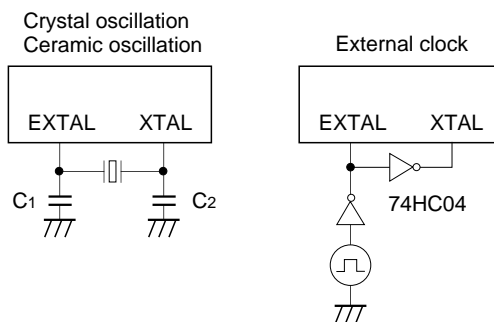 Crystal oscillation
Ceramic oscillation
EXTAL XTAL
C1
C2
External clock
EXTAL XTAL
74HC04